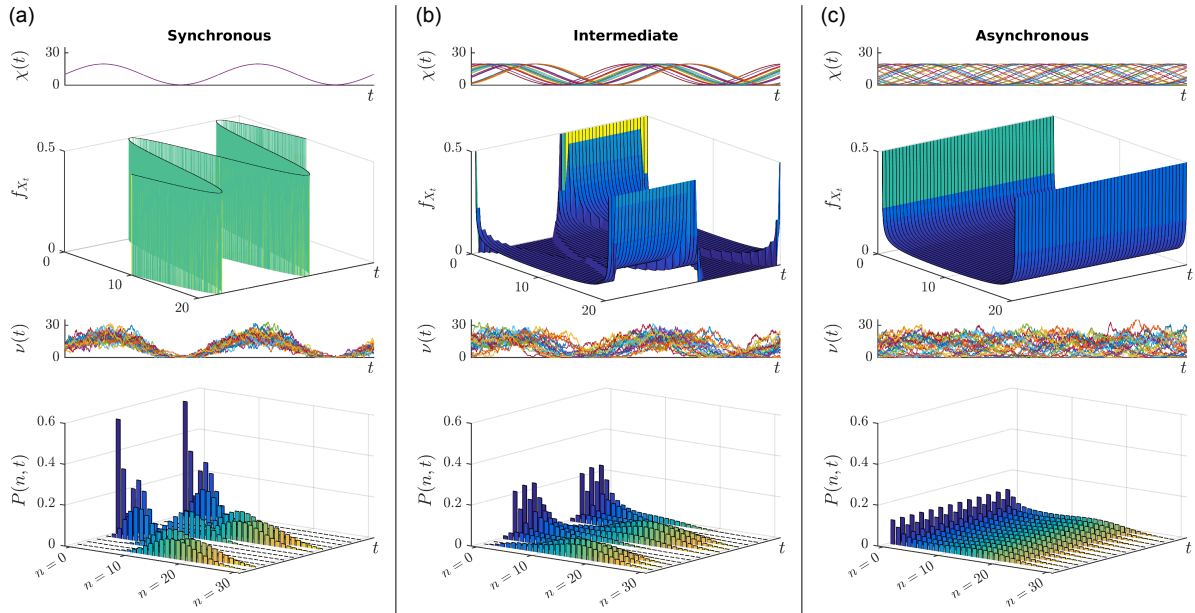 (a)
Synchronous
χ(t)
30
0
t
f_{X_t}
0.5
0
0
10
20
t
ν(t)
30
0
t
P(n, t)
0.6
0.4
0.2
0
n = 0
n = 10
n = 20
n = 30
t
(b)
Intermediate
χ(t)
30
0
t
f_{X_t}
0.5
0
0
10
20
t
ν(t)
30
0
t
P(n, t)
0.6
0.4
0.2
0
n = 0
n = 10
n = 20
n = 30
t
(c)
Asynchronous
χ(t)
30
0
t
f_{X_t}
0.5
0
0
10
20
t
ν(t)
30
0
t
P(n, t)
0.6
0.4
0.2
0
n = 0
n = 10
n = 20
n = 30
t